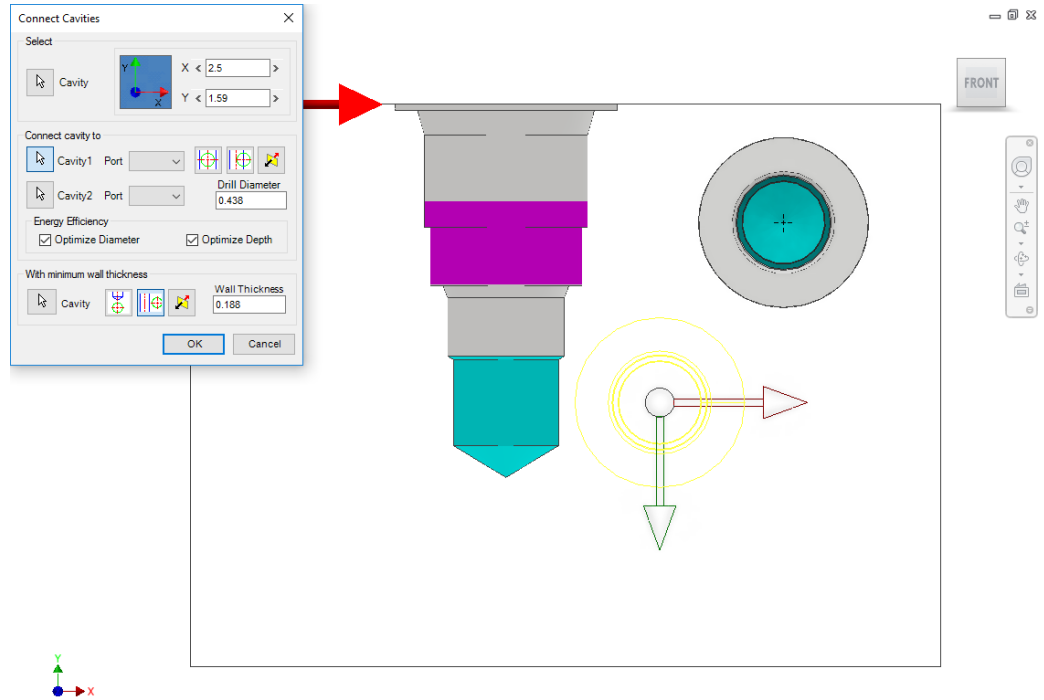 Connect Cavities
Select
Cavity
Y
X
X < 2.5 >
Y < 1.59 >
Connect cavity to
Cavity1 Port
Cavity2 Port
Drill Diameter
0.438
Energy Efficiency
Optimize Diameter Optimize Depth
With minimum wall thickness
Cavity
Wall Thickness
0.188
OK Cancel
FRONT
Y
X